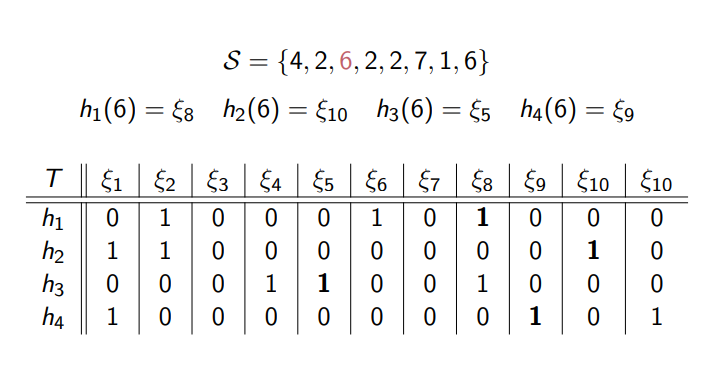 S = {4, 2, 6, 2, 2, 7, 1, 6}
h₁(6) = ξ₈ h₂(6) = ξ₁₀ h₃(6) = ξ₅ h₄(6) = ξ₉
T ξ₁ ξ₂ ξ₃ ξ₄ ξ₅ ξ₆ ξ₇ ξ₈ ξ₉ ξ₁₀ ξ₁₀
h₁ 0 1 0 0 0 1 0 1 0 0 0
h₂ 1 1 0 0 0 0 0 0 0 1 0
h₃ 0 0 0 1 1 0 0 1 0 0 0
h₄ 1 0 0 0 0 0 0 0 1 0 1